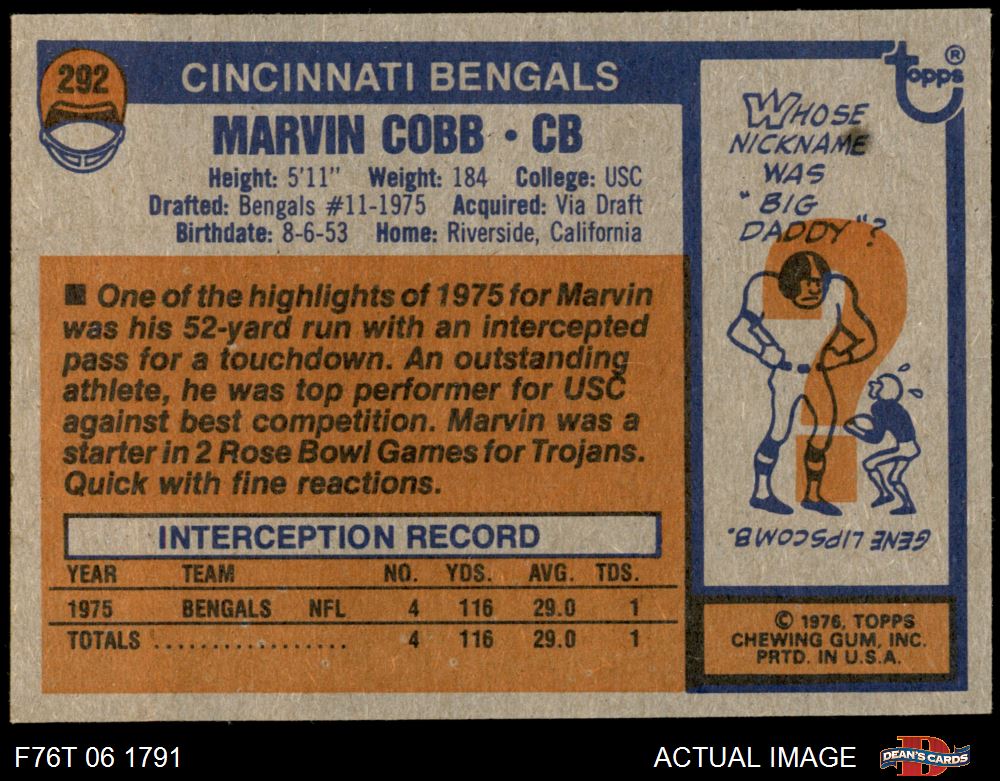 292
CINCINNATI BENGALS
MARVIN COBB • CB
Height: 5'11" Weight: 184 College: USC
Drafted: Bengals #11-1975 Acquired: Via Draft
Birthdate: 8-6-53 Home: Riverside, California
■ One of the highlights of 1975 for Marvin
was his 52-yard run with an intercepted
pass for a touchdown. An outstanding
athlete, he was top performer for USC
against best competition. Marvin was a
starter in 2 Rose Bowl Games for Trojans.
Quick with fine reactions.
INTERCEPTION RECORD
YEAR TEAM NO. YDS. AVG. TDS.
1975 BENGALS NFL 4 116 29.0 1
TOTALS .................. 4 116 29.0 1
Topps®
WHOSE
NICKNAME
WAS
"BIG
DADDY"?
?
GENE LIPSCOMB.
© 1976, TOPPS
CHEWING GUM, INC.
PRTD. IN U.S.A.
F76T 06 1791
ACTUAL IMAGE
DEAN'S CARDS